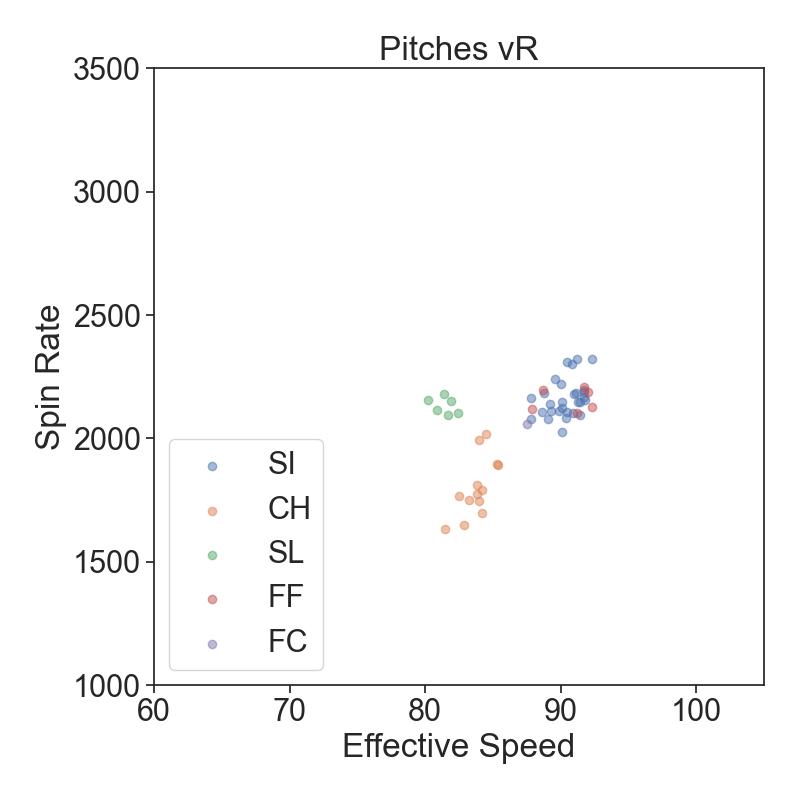 Pitches vR
3500
3000
2500
2000
1500
1000
Spin Rate
SI
CH
SL
FF
FC
60 70 80 90 100
Effective Speed